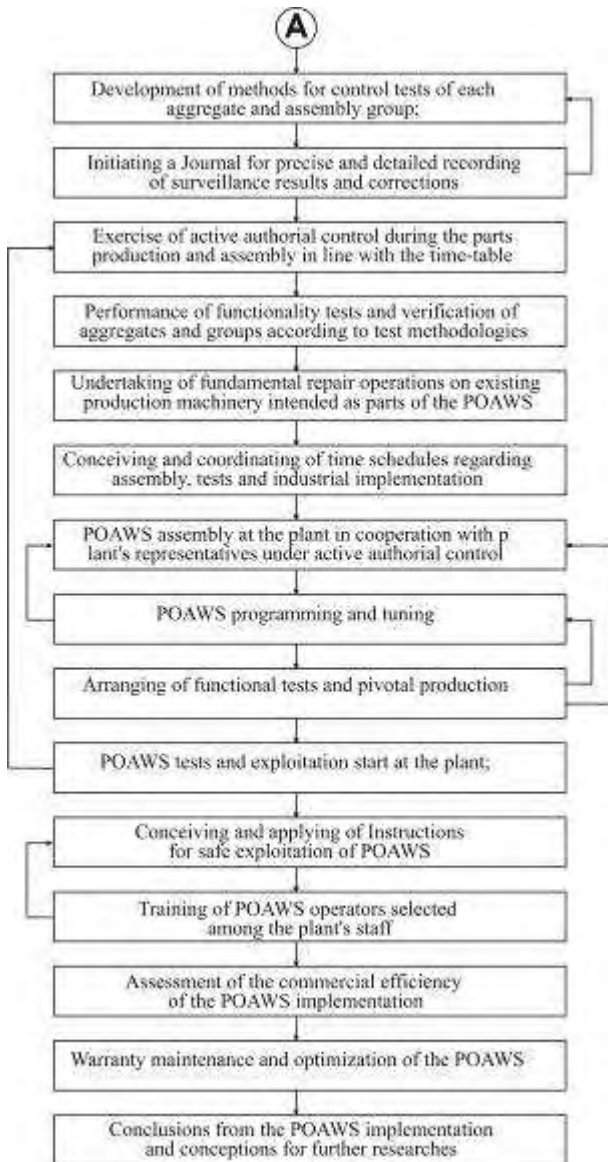 A
Development of methods for control tests of each
aggregate and assembly group;
Initiating a Journal for precise and detailed recording
of surveillance results and corrections
Exercise of active authorial control during the parts
production and assembly in line with the time-table
Performance of functionality tests and verification of
aggregates and groups according to test methodologies
Undertaking of fundamental repair operations on existing
production machinery intended as parts of the POAWS
Conceiving and coordinating of time schedules regarding
assembly, tests and industrial implementation
POAWS assembly at the plant in cooperation with p
lant's representatives under active authorial control
POAWS programming and tuning
Arranging of functional tests and pivotal production
POAWS tests and exploitation start at the plant;
Conceiving and applying of Instructions
for safe exploitation of POAWS
Training of POAWS operators selected
among the plant's staff
Assessment of the commercial efficiency
of the POAWS implementation
Warranty maintenance and optimization of the POAWS
Conclusions from the POAWS implementation
and conceptions for further researches